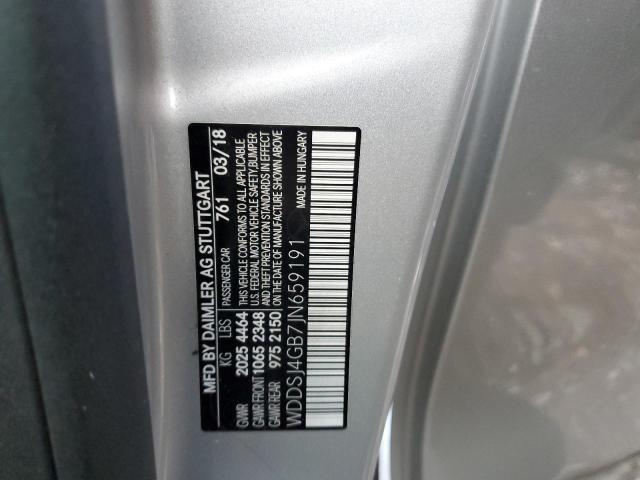 MFD BY DAIMLER AG STUTTGART
KG LBS PASSENGER CAR 761 03/18
GVWR 2025 4464 THIS VEHICLE CONFORMS TO ALL APPLICABLE
GAWR FRONT 1065 2348 U.S. FEDERAL MOTOR VEHICLE SAFETY, BUMPER
AND THEFT PREVENTION STANDARDS IN EFFECT
GAWR REAR 975 2150 ON THE DATE OF MANUFACTURE SHOWN ABOVE
WDDSJ4GB7JN659191 MADE IN HUNGARY